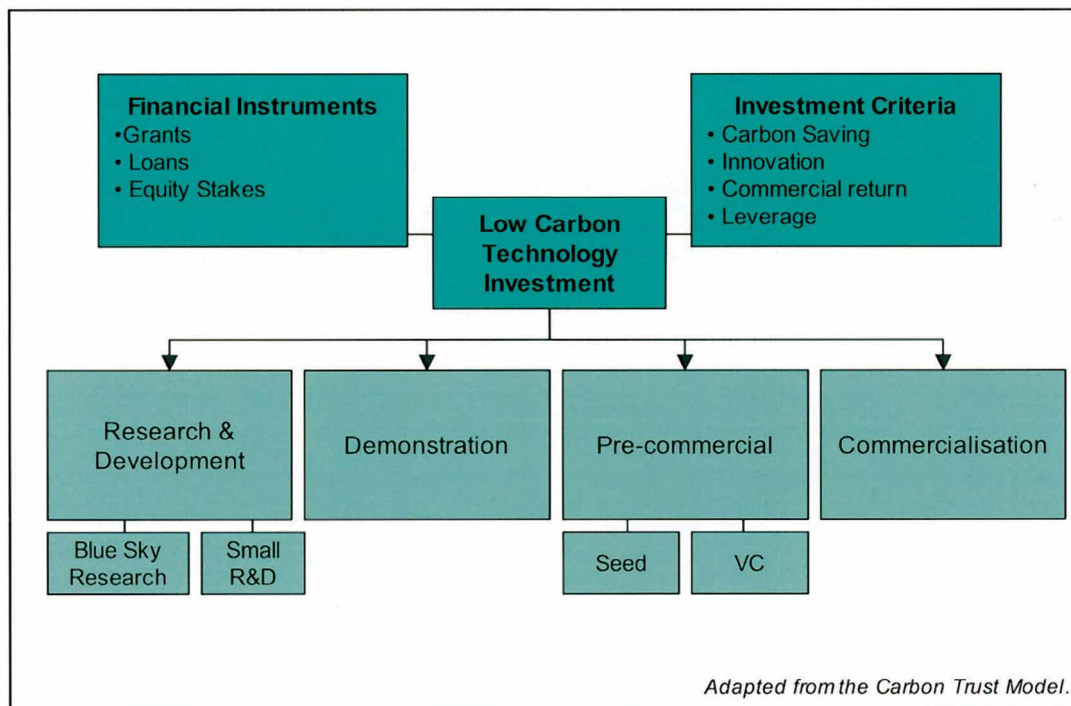 Financial Instruments
•Grants
• Loans
• Equity Stakes
Investment Criteria
• Carbon Saving
• Innovation
• Commercial return
• Leverage
Low Carbon
Technology
Investment
Research &
Development
Demonstration
Pre-commercial
Commercialisation
Blue Sky
Research
Small
R&D
Seed
VC
Adapted from the Carbon Trust Model.